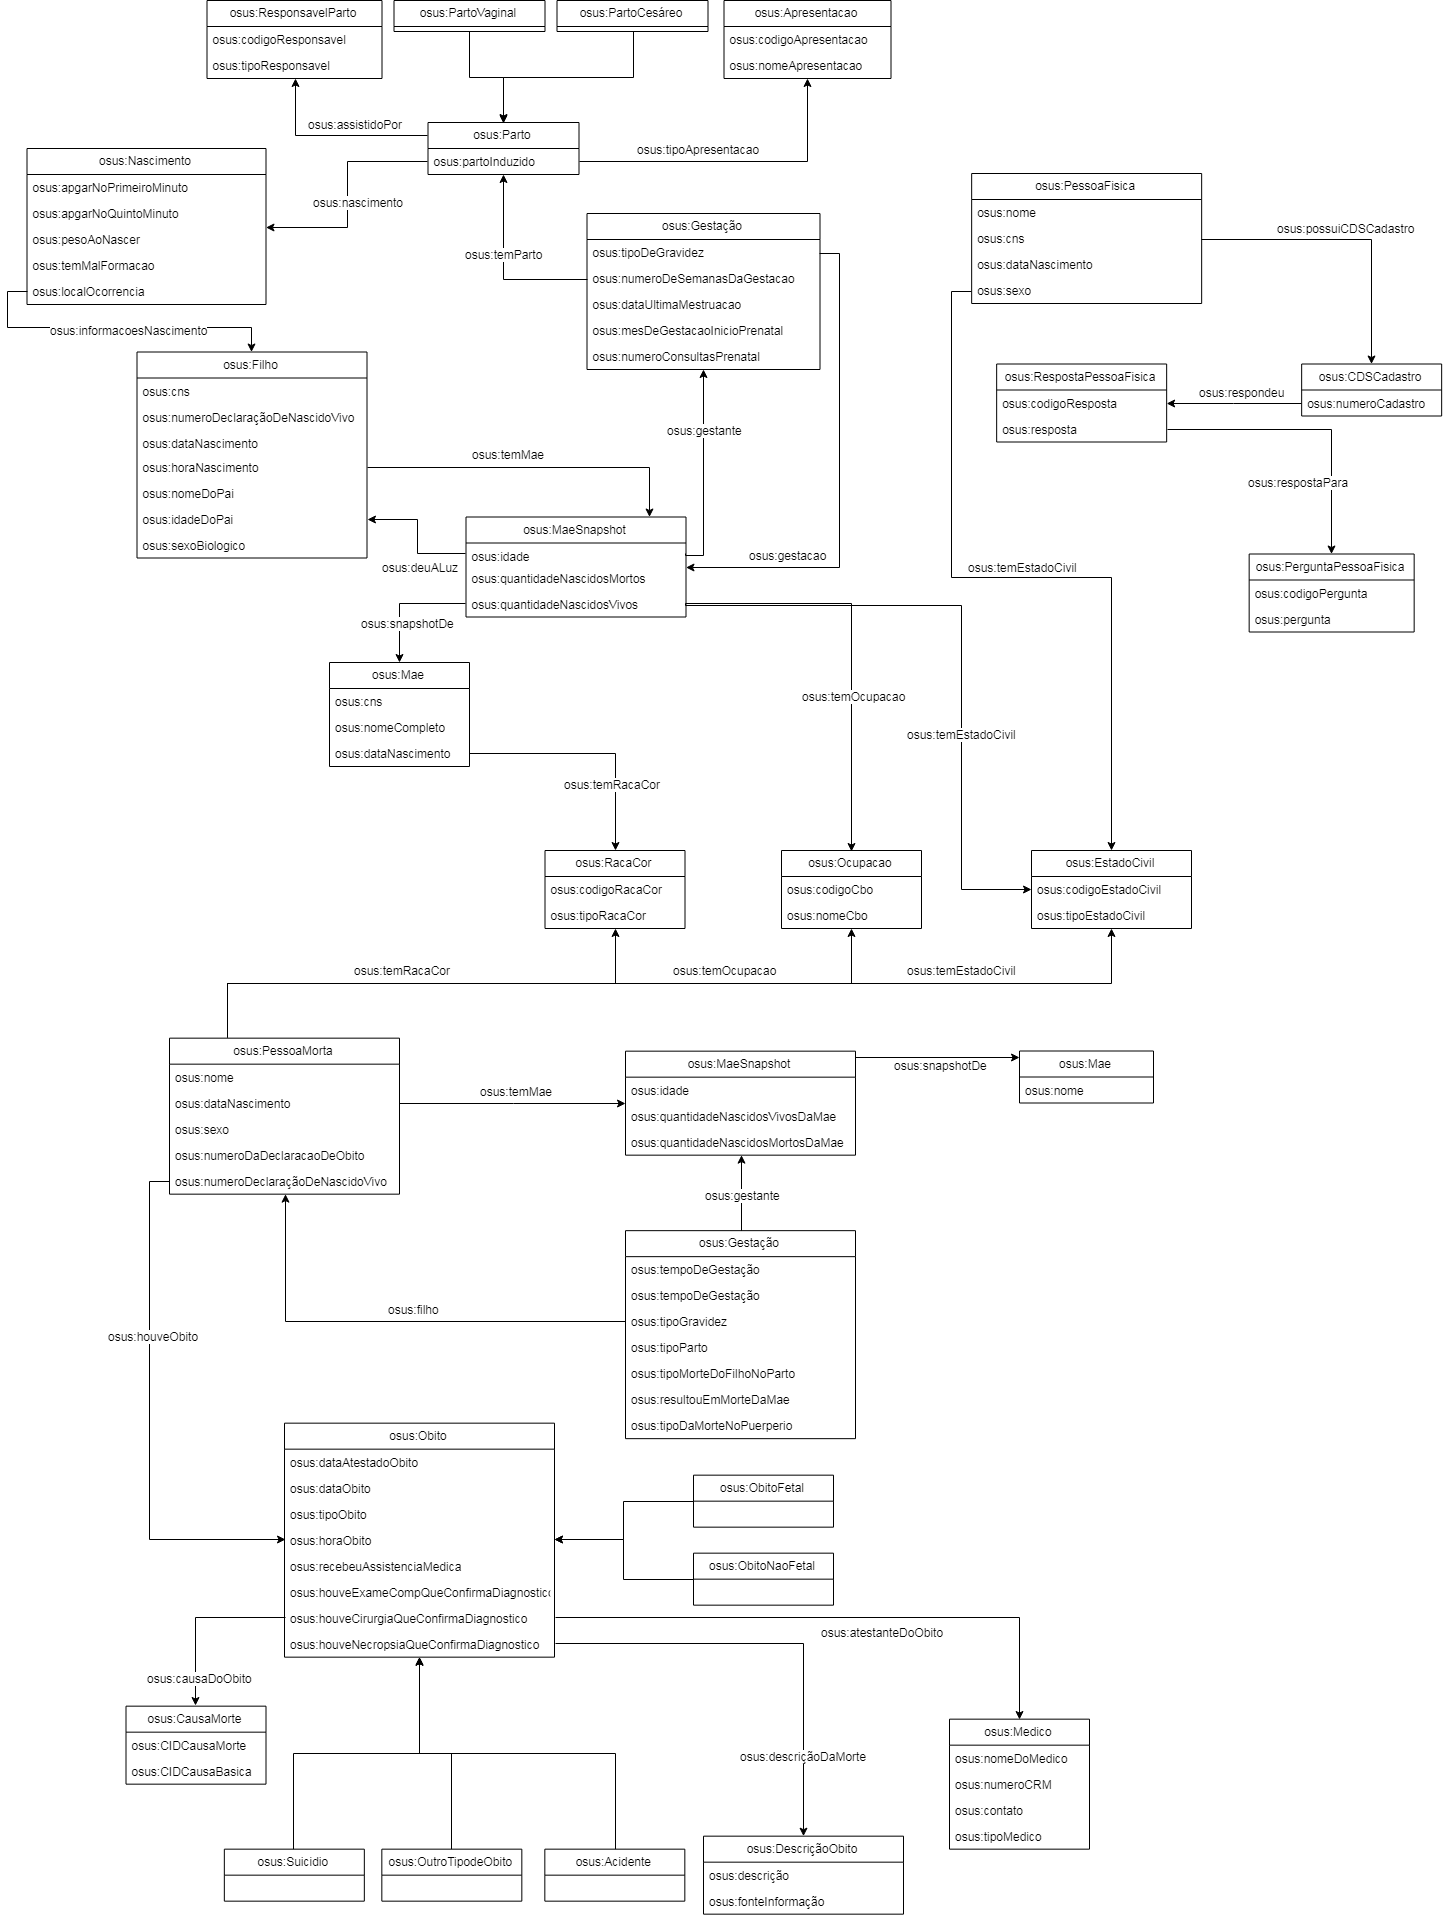 osus:ResponsavelParto
osus:codigoResponsavel
osus:tipoResponsavel
osus:PartoVaginal
osus:PartoCesáreo
osus:Apresentacao
osus:codigoApresentacao
osus:nomeApresentacao
osus:assistidoPor
osus:Parto
osus:partoInduzido
osus:tipoApresentacao
osus:Nascimento
osus:apgarNoPrimeiroMinuto
osus:apgarNoQuintoMinuto
osus:pesoAoNascer
osus:temMalFormacao
osus:localOcorrencia
osus:nascimento
osus:temParto
osus:Gestação
osus:tipoDeGravidez
osus:numeroDeSemanasDaGestacao
osus:dataUltimaMestruacao
osus:mesDeGestacaoInicioPrenatal
osus:numeroConsultasPrenatal
osus:PessoaFisica
osus:nome
osus:cns
osus:dataNascimento
osus:sexo
osus:possuiCDSCadastro
osus:informacoesNascimento
osus:Filho
osus:cns
osus:numeroDeclaraçãoDeNascidoVivo
osus:dataNascimento
osus:horaNascimento
osus:nomeDoPai
osus:idadeDoPai
osus:sexoBiologico
osus:RespostaPessoaFisica
osus:codigoResposta
osus:resposta
osus:respondeu
osus:CDSCadastro
osus:numeroCadastro
osus:gestante
osus:temMae
osus:respostaPara
osus:MaeSnapshot
osus:idade
osus:quantidadeNascidosMortos
osus:quantidadeNascidosVivos
osus:gestacao
osus:deuALuz
osus:temEstadoCivil
osus:PerguntaPessoaFisica
osus:codigoPergunta
osus:pergunta
osus:snapshotDe
osus:Mae
osus:cns
osus:nomeCompleto
osus:dataNascimento
osus:temOcupacao
osus:temEstadoCivil
osus:temRacaCor
osus:RacaCor
osus:codigoRacaCor
osus:tipoRacaCor
osus:Ocupacao
osus:codigoCbo
osus:nomeCbo
osus:EstadoCivil
osus:codigoEstadoCivil
osus:tipoEstadoCivil
osus:temRacaCor
osus:temOcupacao
osus:temEstadoCivil
osus:PessoaMorta
osus:nome
osus:dataNascimento
osus:sexo
osus:numeroDaDeclaracaoDeObito
osus:numeroDeclaraçãoDeNascidoVivo
osus:temMae
osus:MaeSnapshot
osus:idade
osus:quantidadeNascidosVivosDaMae
osus:quantidadeNascidosMortosDaMae
osus:snapshotDe
osus:Mae
osus:nome
osus:gestante
osus:Gestação
osus:tempoDeGestação
osus:tempoDeGestação
osus:tipoGravidez
osus:tipoParto
osus:tipoMorteDoFilhoNoParto
osus:resultouEmMorteDaMae
osus:tipoDaMorteNoPuerperio
osus:filho
osus:houveObito
osus:Obito
osus:dataAtestadoObito
osus:dataObito
osus:tipoObito
osus:horaObito
osus:recebeuAssistenciaMedica
osus:houveExameCompQueConfirmaDiagnostic
osus:houveCirurgiaQueConfirmaDiagnostico
osus:houveNecropsiaQueConfirmaDiagnostico
osus:ObitoFetal
osus:ObitoNaoFetal
osus:atestanteDoObito
osus:causaDoObito
osus:CausaMorte
osus:CIDCausaMorte
osus:CIDCausaBasica
osus:descriçãoDaMorte
osus:Medico
osus:nomeDoMedico
osus:numeroCRM
osus:contato
osus:tipoMedico
osus:Suicidio
osus:OutroTipodeObito
osus:Acidente
osus:DescriçãoObito
osus:descrição
osus:fonteInformação